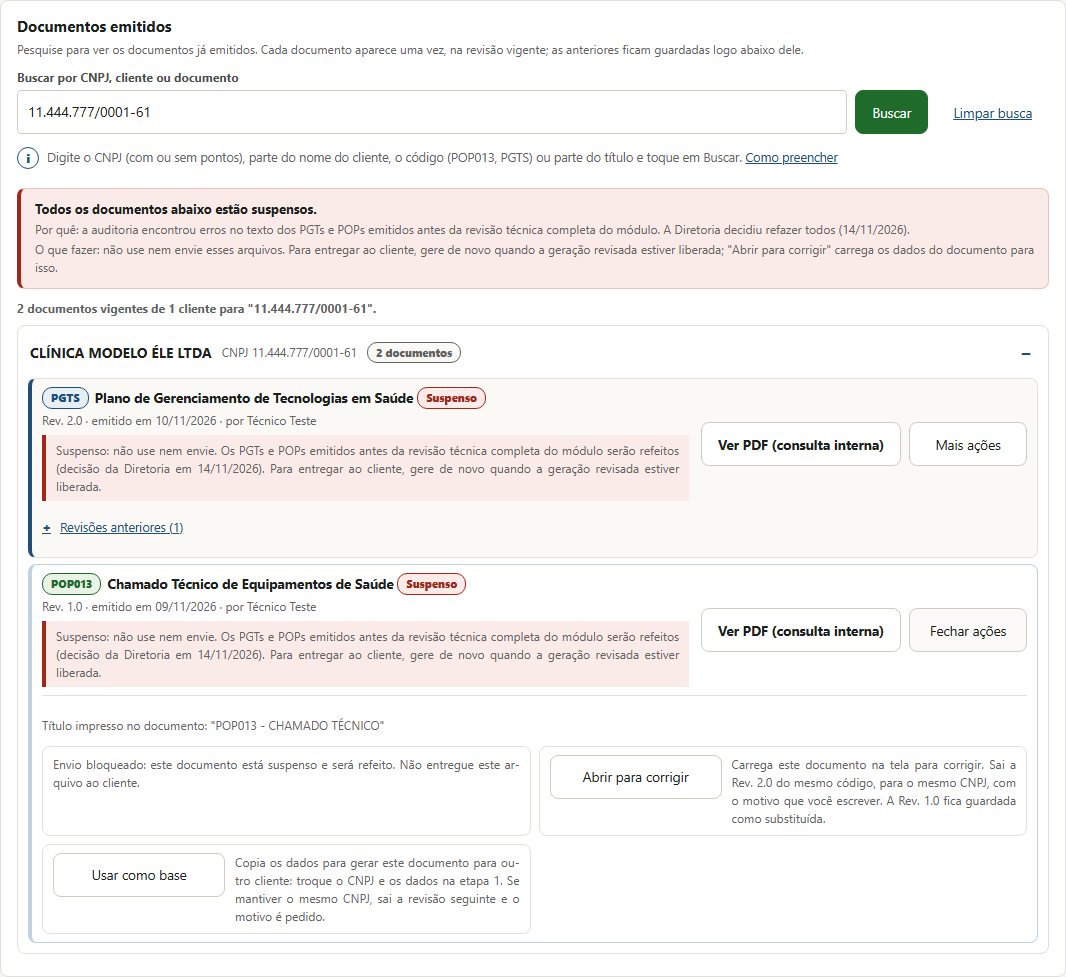 Documentos emitidos
Pesquise para ver os documentos já emitidos. Cada documento aparece uma vez, na revisão vigente; as anteriores ficam guardadas logo abaixo dele.
Buscar por CNPJ, cliente ou documento
11.444.777/0001-61
Buscar
Limpar busca
i
Digite o CNPJ (com ou sem pontos), parte do nome do cliente, o código (POP013, PGTS) ou parte do título e toque em Buscar. Como preencher
Todos os documentos abaixo estão suspensos.
Por quê: a auditoria encontrou erros no texto dos PGTs e POPs emitidos antes da revisão técnica completa do módulo. A Diretoria decidiu refazer todos (14/11/2026).
O que fazer: não use nem envie esses arquivos. Para entregar ao cliente, gere de novo quando a geração revisada estiver liberada; "Abrir para corrigir" carrega os dados do documento para
isso.
2 documentos vigentes de 1 cliente para "11.444.777/0001-61".
CLÍNICA MODELO ÉLE LTDA CNPJ 11.444.777/0001-61 2 documentos −
PGTS Plano de Gerenciamento de Tecnologias em Saúde Suspenso
Rev. 2.0 · emitido em 10/11/2026 · por Técnico Teste
Suspenso: não use nem envie. Os PGTs e POPs emitidos antes da revisão técnica completa do módulo serão refeitos
(decisão da Diretoria em 14/11/2026). Para entregar ao cliente, gere de novo quando a geração revisada estiver
liberada.
Ver PDF (consulta interna)
Mais ações
+ Revisões anteriores (1)
POP013 Chamado Técnico de Equipamentos de Saúde Suspenso
Rev. 1.0 · emitido em 09/11/2026 · por Técnico Teste
Suspenso: não use nem envie. Os PGTs e POPs emitidos antes da revisão técnica completa do módulo serão refeitos
(decisão da Diretoria em 14/11/2026). Para entregar ao cliente, gere de novo quando a geração revisada estiver
liberada.
Ver PDF (consulta interna)
Fechar ações
Título impresso no documento: "POP013 - CHAMADO TÉCNICO"
Envio bloqueado: este documento está suspenso e será refeito. Não entregue este ar-
quivo ao cliente.
Abrir para corrigir
Carrega este documento na tela para corrigir. Sai a
Rev. 2.0 do mesmo código, para o mesmo CNPJ, com
o motivo que você escrever. A Rev. 1.0 fica guardada
como substituída.
Usar como base
Copia os dados para gerar este documento para ou-
tro cliente: troque o CNPJ e os dados na etapa 1. Se
mantiver o mesmo CNPJ, sai a revisão seguinte e o
motivo é pedido.